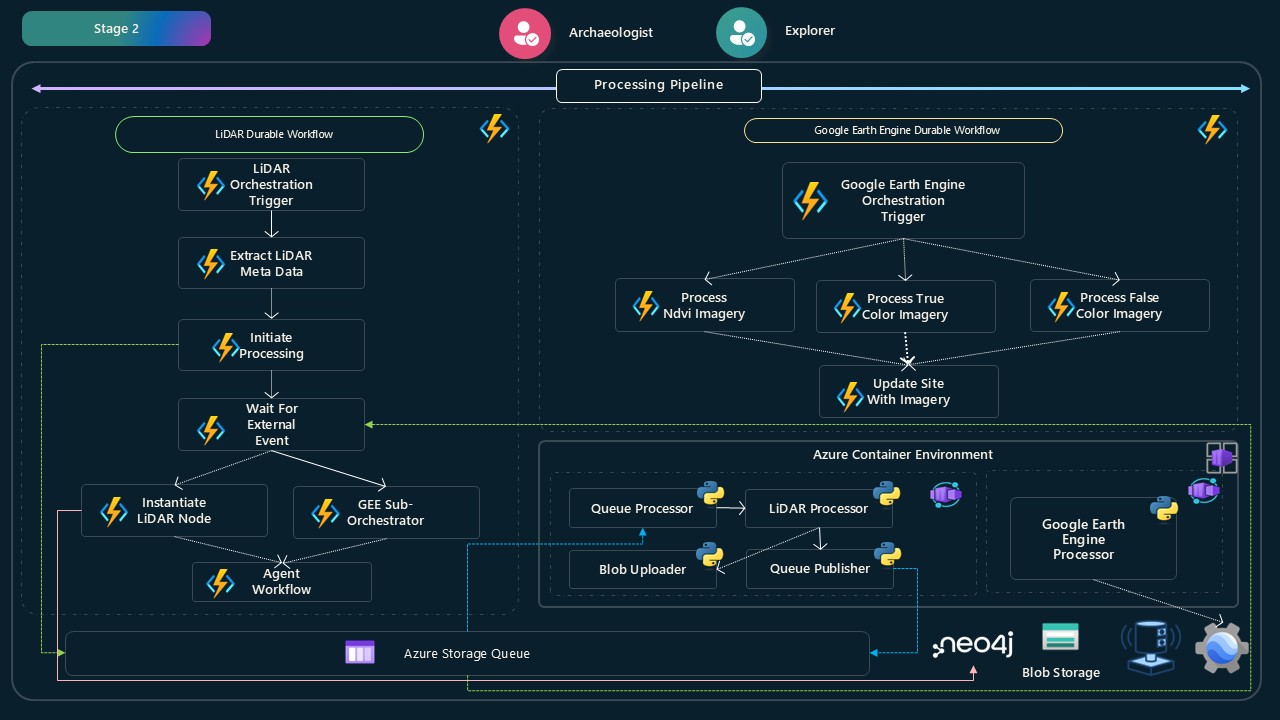 Stage 2
Archaeologist
Explorer
Processing Pipeline
LiDAR Durable Workflow
LiDAR
Orchestration
Trigger
Extract LiDAR
Meta Data
Initiate
Processing
Wait For
External
Event
Instantiate
LiDAR Node
GEE Sub-
Orchestrator
Agent
Workflow
Google Earth Engine Durable Workflow
Google Earth Engine
Orchestration
Trigger
Process
Ndvi Imagery
Process True
Color Imagery
Process False
Color Imagery
Update Site
With Imagery
Azure Container Environment
Queue Processor
LiDAR Processor
Blob Uploader
Queue Publisher
Google Earth
Engine
Processor
Azure Storage Queue
neo4j
Blob Storage